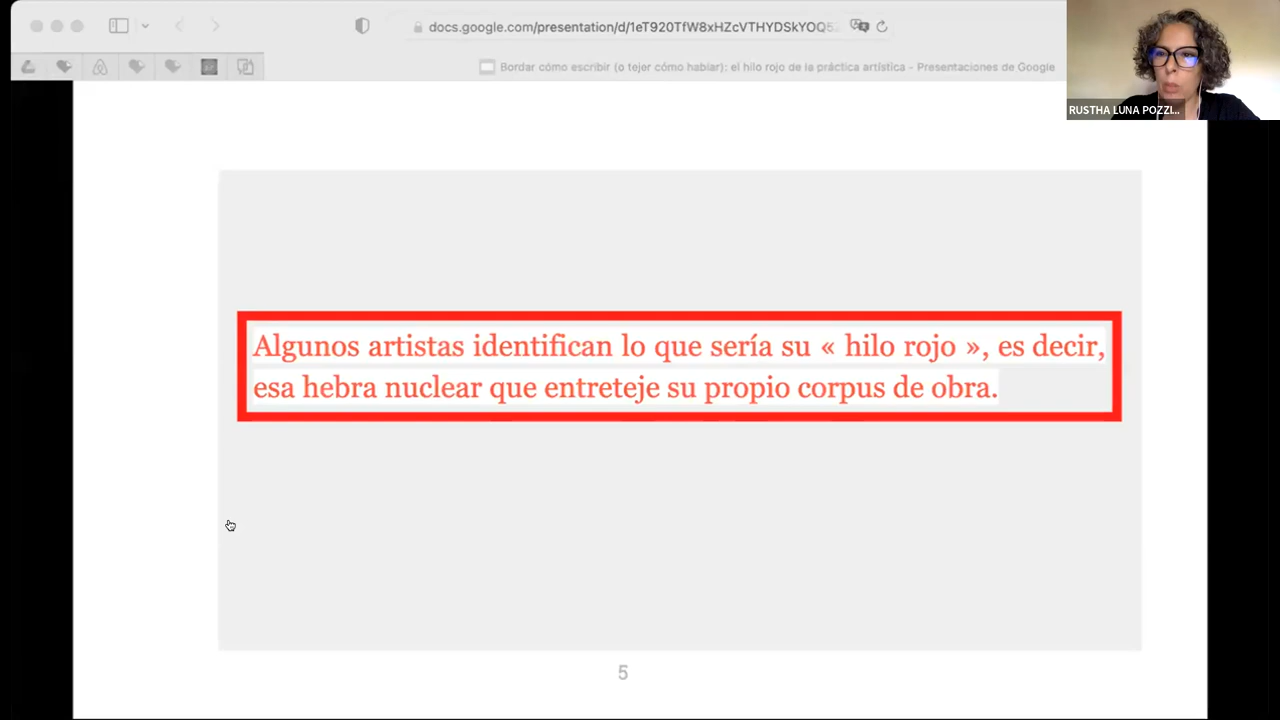 docs.google.com/presentation/d/1eT920TfW8xHZcVTHYDSkYOQ5
Bordar cómo escribir (o tejer cómo hablar): el hilo rojo de la práctica artística - Presentaciones de Google
RUSTHA LUNA POZZI...
Algunos artistas identifican lo que sería su « hilo rojo », es decir,
esa hebra nuclear que entreteje su propio corpus de obra.
5